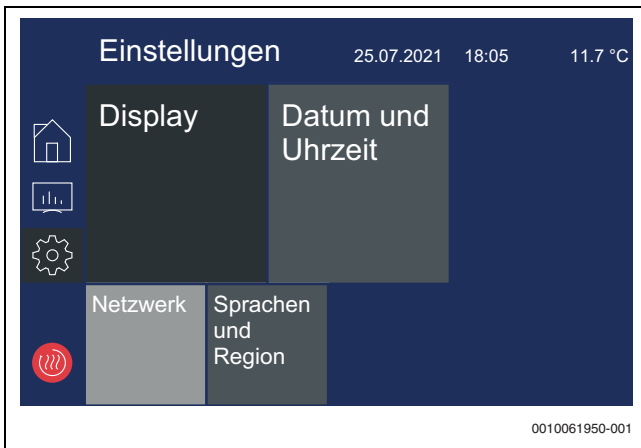 Einstellungen 25.07.2021 18:05 11.7 °C
Display
Datum und
Uhrzeit
Netzwerk
Sprachen
und
Region
0010061950-001